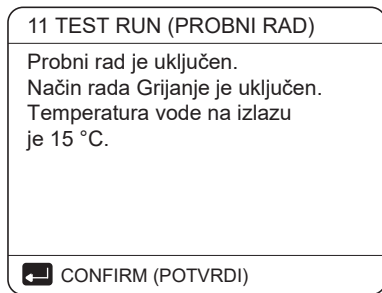 11 TEST RUN (PROBNI RAD)
Probni rad je uključen.
Način rada Grijanje je uključen.
Temperatura vode na izlazu
je 15 °C.
CONFIRM (POTVRDI)